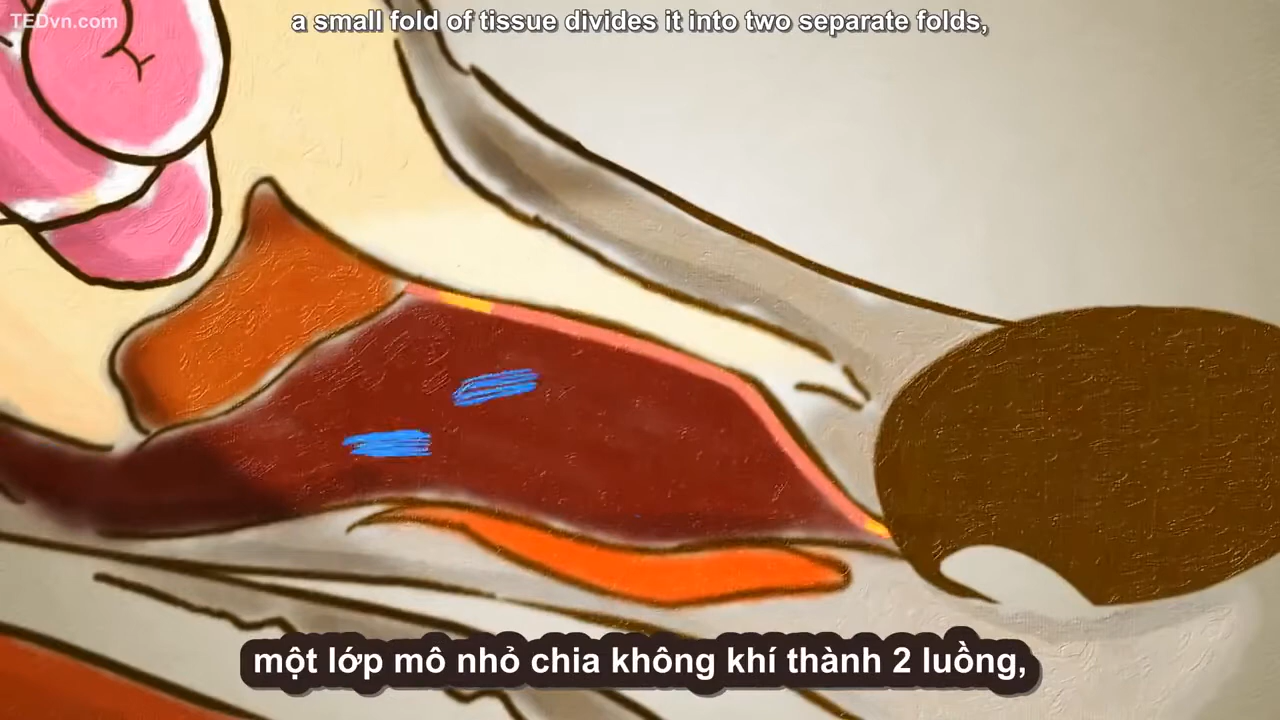 TEDvn.com
a small fold of tissue divides it into two separate folds,
một lớp mô nhỏ chia không khí thành 2 luồng,